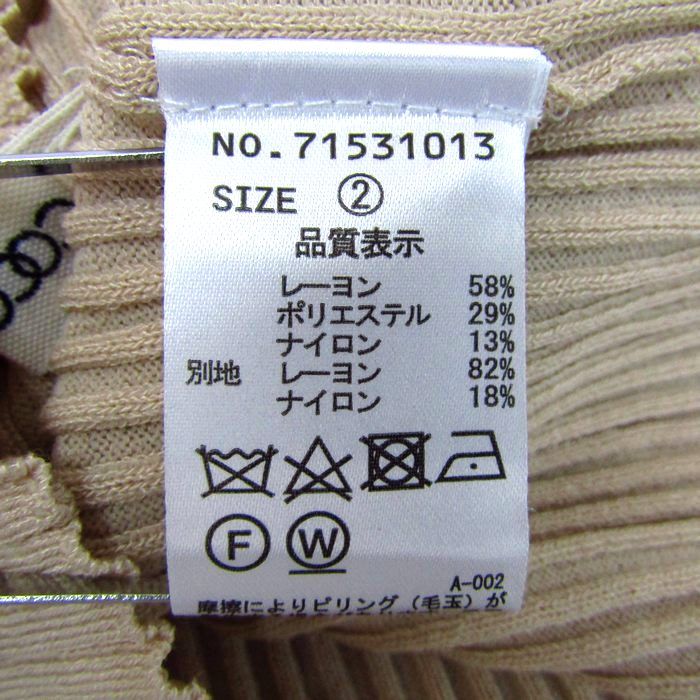 NO.71531013
SIZE ②
品質表示
レーヨン 58%
ポリエステル 29%
ナイロン 13%
別地 レーヨン 82%
ナイロン 18%
F W
A-002
摩擦によりピリング(毛玉)が